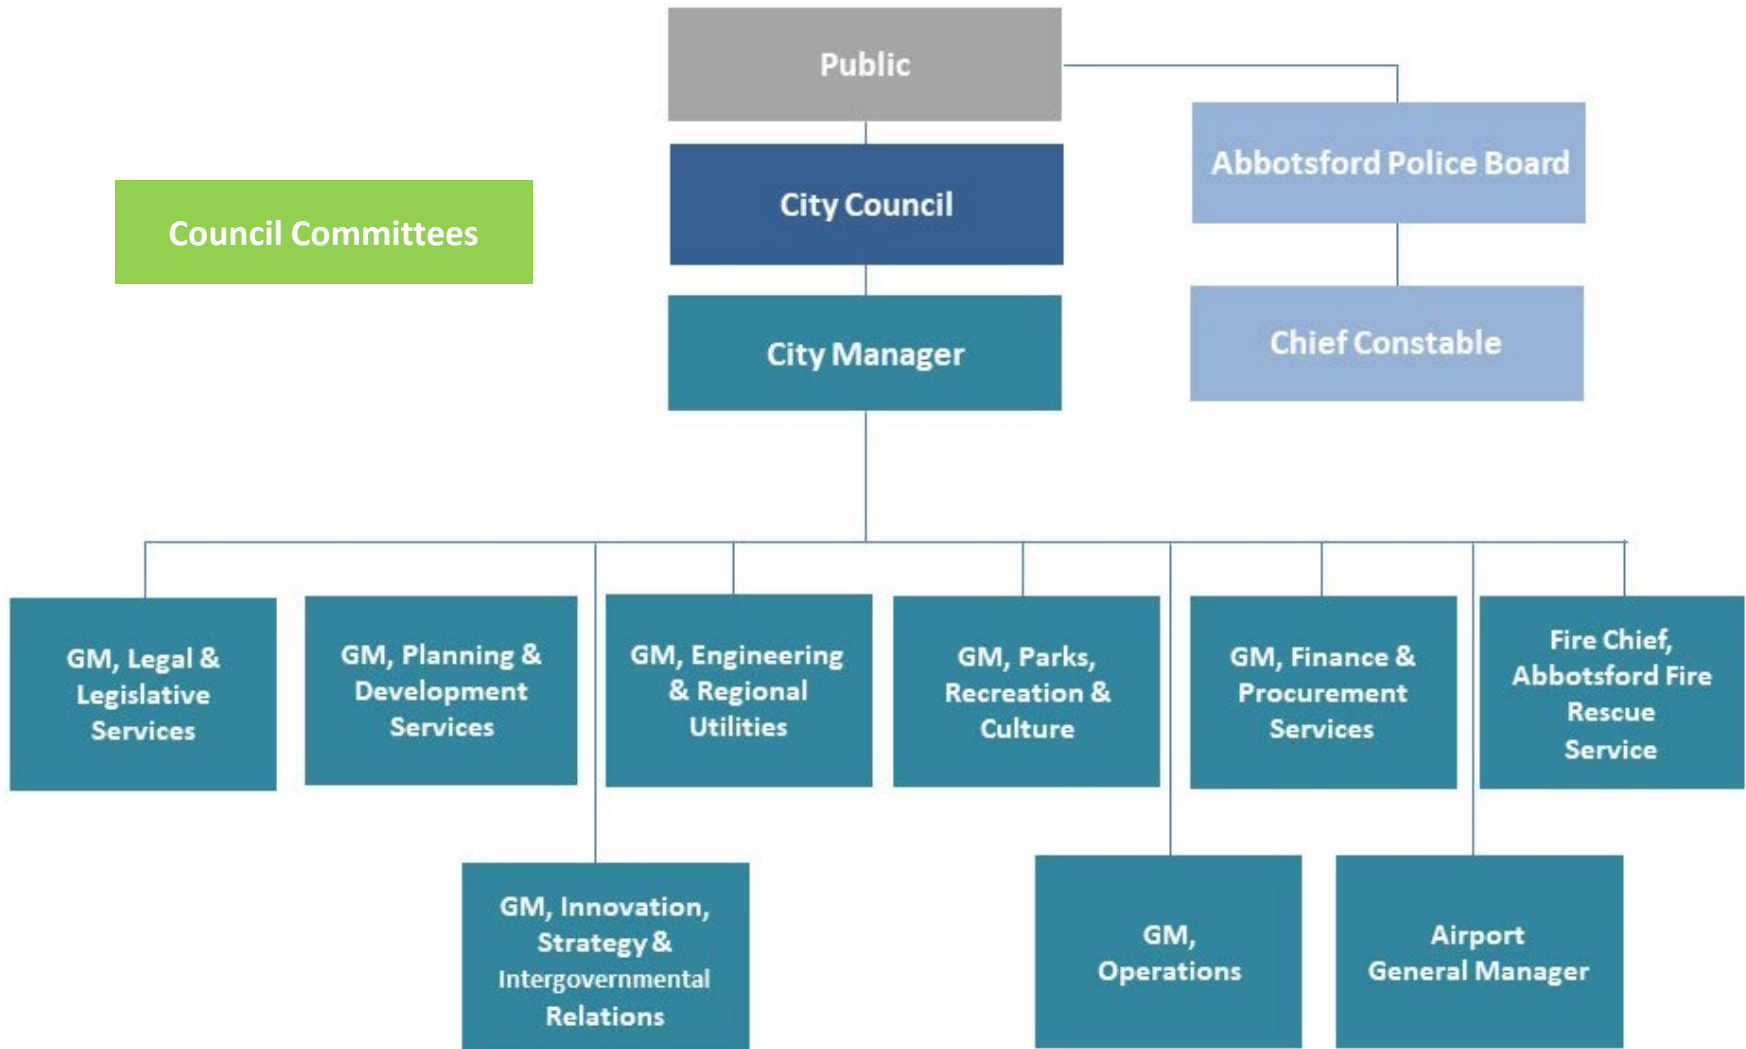 Public
Abbotsford Police Board
City Council
Council Committees
Chief Constable
City Manager
GM, Legal &
Legislative
Services
GM, Planning &
Development
Services
GM, Engineering
& Regional
Utilities
GM, Parks,
Recreation &
Culture
GM, Finance &
Procurement
Services
Fire Chief,
Abbotsford Fire
Rescue
Service
GM, Innovation,
Strategy &
Intergovernmental
Relations
GM,
Operations
Airport
General Manager